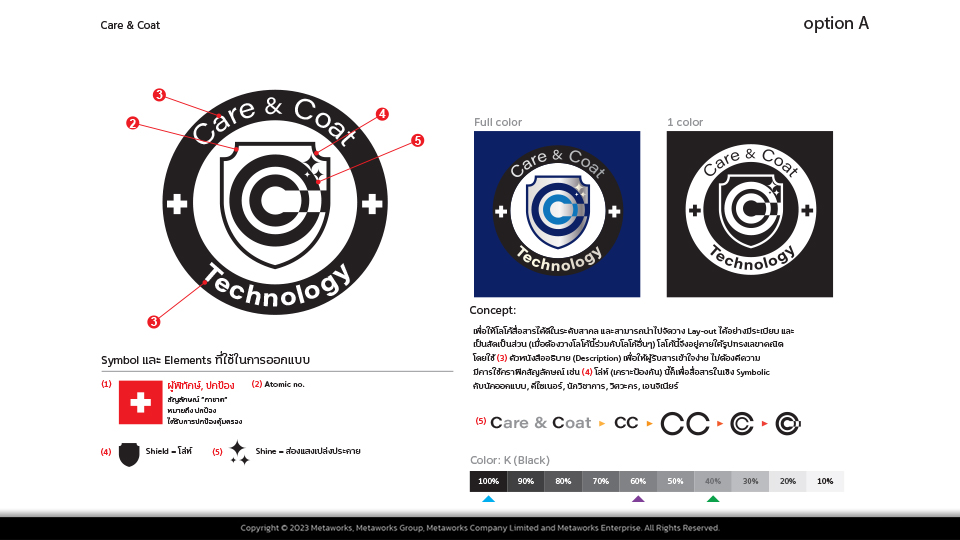 Care & Coat
option A
3
2
4
5
3
Care & Coat
Technology
Full color
1 color
Care & Coat
Technology
Care & Coat
Technology
Concept:
เพื่อให้โลโก้สื่อสารได้ดีในระดับสากล และสามารถนำไปจัดวาง Lay-out ได้อย่างมีระเบียบ และ
เป็นสัดเป็นส่วน (เมื่อต้องวางโลโก้นี้ร่วมกับโลโก้อื่นๆ) โลโก้นี้จึงอยู่ภายใต้รูปทรงเลขาคณิต
โดยใช้ (3) ตัวหนังสืออธิบาย (Description) เพื่อให้ผู้รับสารเข้าใจง่าย ไม่ต้องตีความ
มีการใช้กราฟิกสัญลักษณ์ เช่น (4) โล่ห์ (เกราะป้องกัน) นี้ก็เพื่อสื่อสารในเชิง Symbolic
กับนักออกแบบ, ดีไซเนอร์, นักวิชาการ, วิศวะกร, เอนจิเนียร์
Symbol และ Elements ที่ใช้ในการออกแบบ
(1)
ผู้พิทักษ์, ปกป้อง
สัญลักษณ์ "กาชาด"
หมายถึง ปกป้อง
ได้รับการปกป้องคุ้มครอง
(2) Atomic no.
(4) Shield = โล่ห์
(5) Shine = ส่องแสงเปล่งประกาย
(5) Care & Coat CC CC
Color: K (Black)
100% 90% 80% 70% 60% 50% 40% 30% 20% 10%
Copyright © 2023 Metaworks, Metaworks Group, Metaworks Company Limited and Metaworks Enterprise. All Rights Reserved.